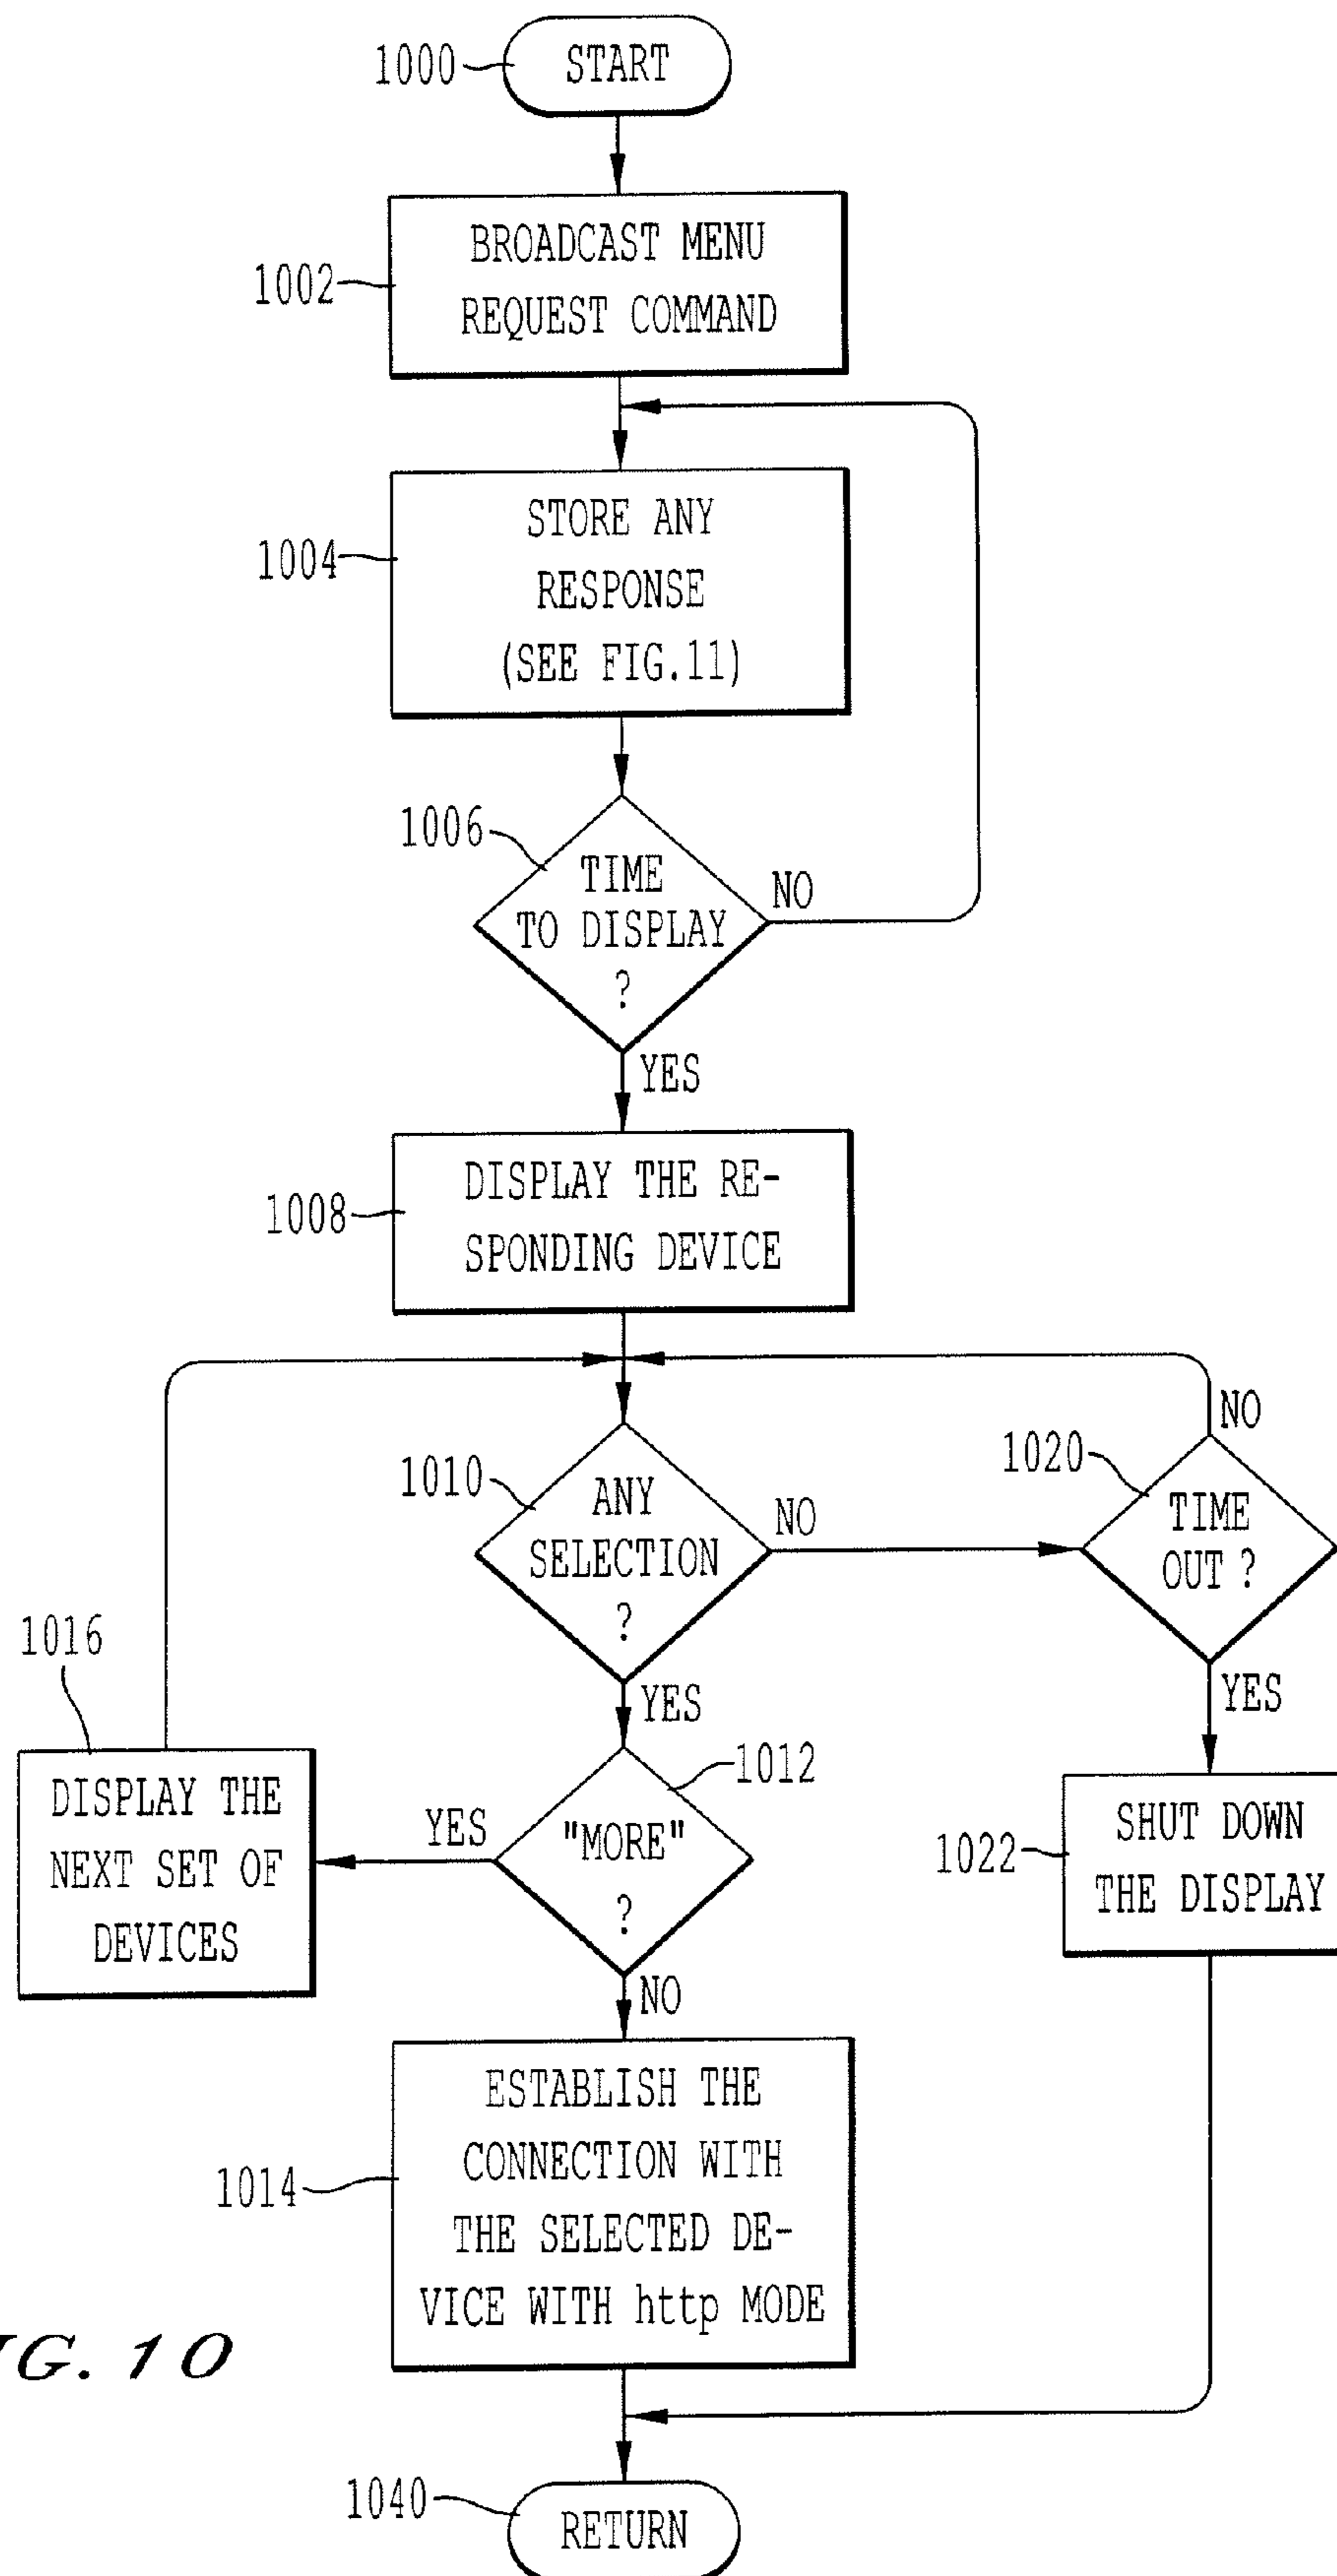 1000
START
1002
BROADCAST MENU
REQUEST COMMAND
1004
STORE ANY
RESPONSE
(SEE FIG.11)
1006
TIME
TO DISPLAY
?
NO
YES
1008
DISPLAY THE RE-
SPONDING DEVICE
1010
ANY
SELECTION
?
NO
1020
TIME
OUT ?
NO
YES
YES
1016
DISPLAY THE
NEXT SET OF
DEVICES
YES
1012
"MORE"
?
NO
1022
SHUT DOWN
THE DISPLAY
1014
ESTABLISH THE
CONNECTION WITH
THE SELECTED DE-
VICE WITH http MODE
IG. 10
1040
RETURN